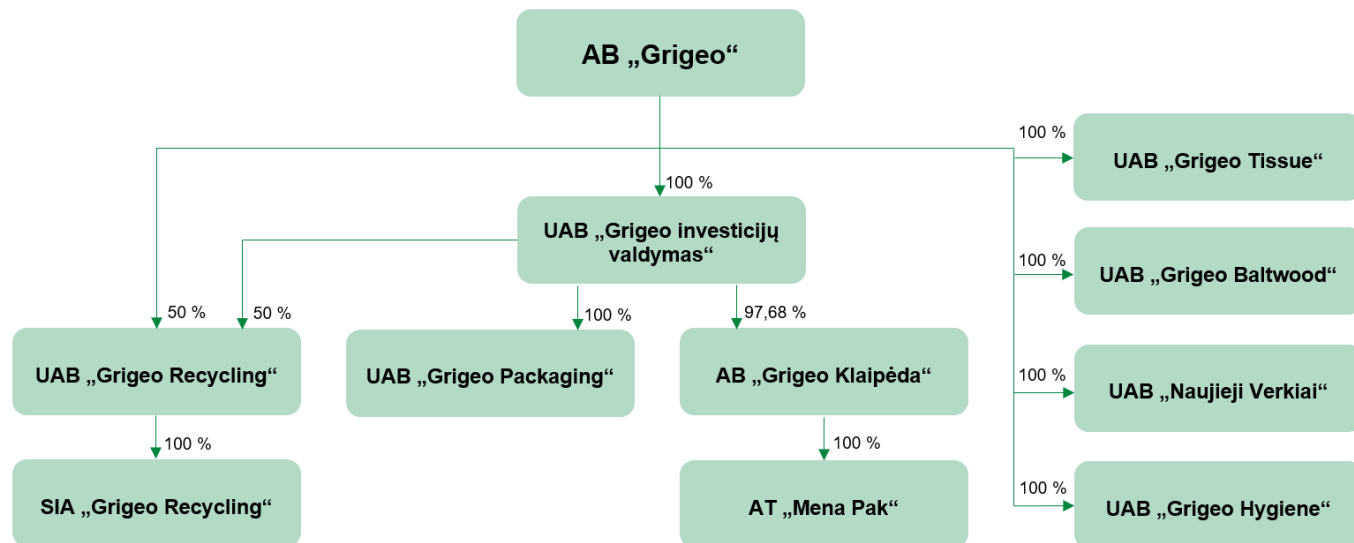 AB „Grigeo“
100 %
UAB „Grigeo Tissue“
100 %
UAB „Grigeo investicijų
valdymas“
100 %
UAB „Grigeo Baltwood“
50 %
50 %
100 %
97,68 %
UAB „Grigeo Recycling“
UAB „Grigeo Packaging“
AB „Grigeo Klaipėda“
100 %
UAB „Naujieji Verkiai“
100 %
100 %
SIA „Grigeo Recycling“
AT „Mena Pak“
100 %
UAB „Grigeo Hygiene“